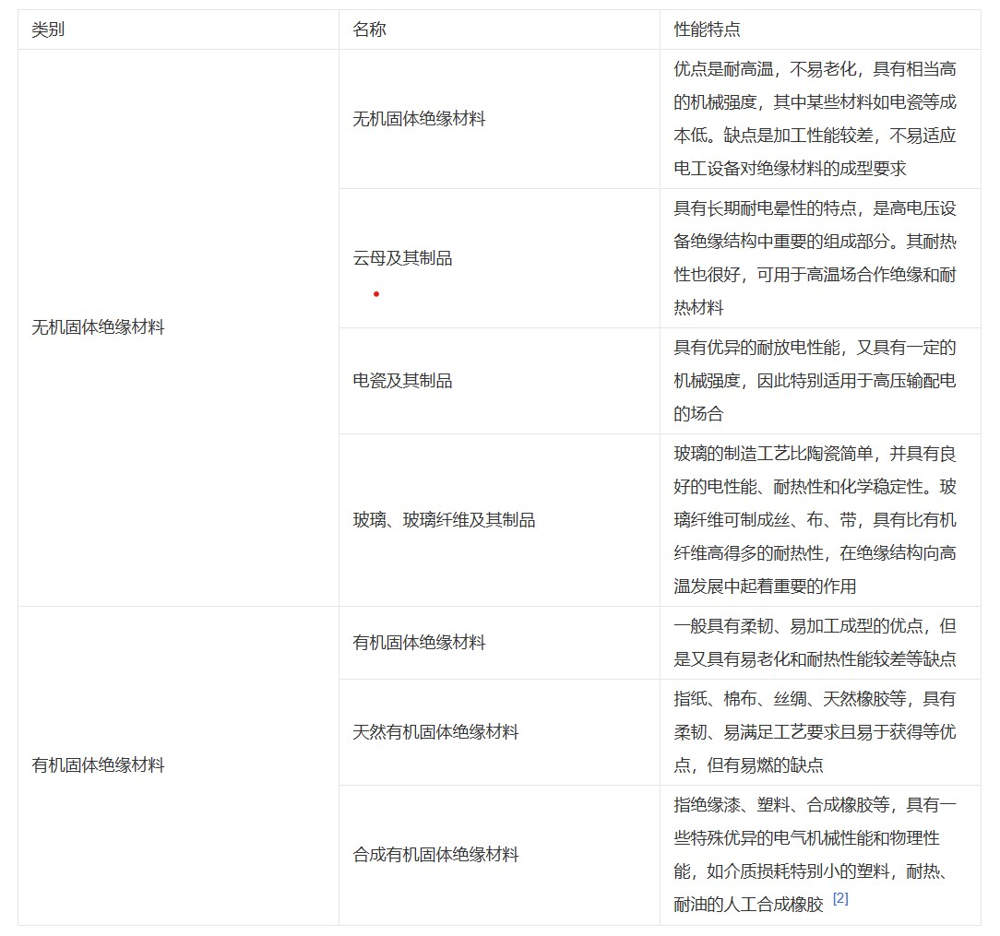 类别
名称
性能特点
无机固体绝缘材料
无机固体绝缘材料
优点是耐高温，不易老化，具有相当高
的机械强度，其中某些材料如电瓷等成
本低。缺点是加工性能较差，不易适应
电工设备对绝缘材料的成型要求
云母及其制品
具有长期耐电晕性的特点，是高电压设
备绝缘结构中重要的组成部分。其耐热
性也很好，可用于高温场合作绝缘和耐
热材料
电瓷及其制品
具有优异的耐放电性能，又具有一定的
机械强度，因此特别适用于高压输配电
的场合
玻璃、玻璃纤维及其制品
玻璃的制造工艺比陶瓷简单，并具有良
好的电性能、耐热性和化学稳定性。玻
璃纤维可制成丝、布、带，具有比有机
纤维高得多的耐热性，在绝缘结构向高
温发展中起着重要的作用
有机固体绝缘材料
有机固体绝缘材料
一般具有柔韧、易加工成型的优点，但
是又具有易老化和耐热性能较差等缺点
天然有机固体绝缘材料
指纸、棉布、丝绸、天然橡胶等，具有
柔韧、易满足工艺要求且易于获得等优
点，但有易燃的缺点
合成有机固体绝缘材料
指绝缘漆、塑料、合成橡胶等，具有一
些特殊优异的电气机械性能和物理性
能，如介质损耗特别小的塑料，耐热、
耐油的人工合成橡胶 [2]